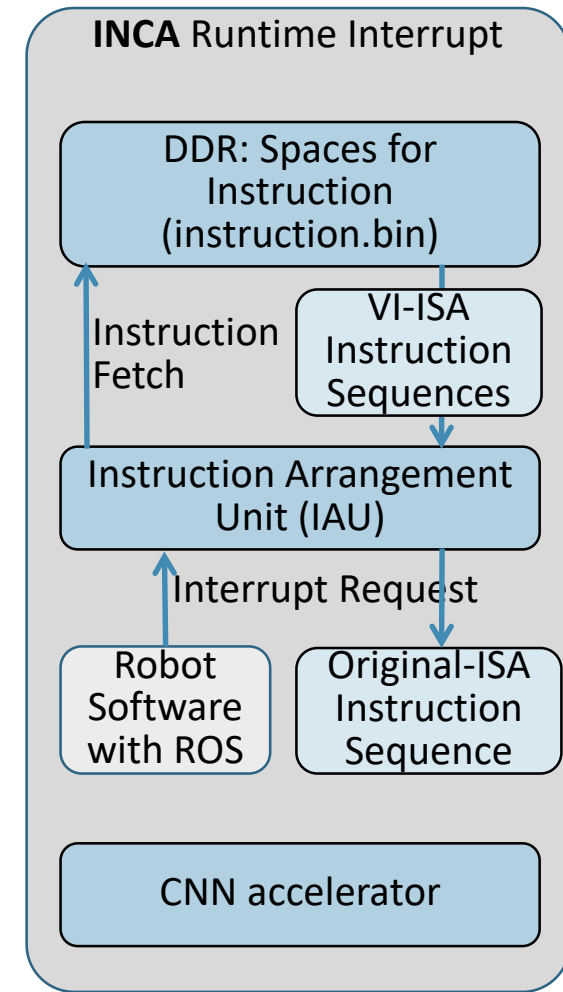 INCA Runtime Interrupt
DDR: Spaces for
Instruction
(instruction.bin)
Instruction
Fetch
VI-ISA
Instruction
Sequences
Instruction Arrangement
Unit (IAU)
Interrupt Request
Robot
Software
with ROS
Original-ISA
Instruction
Sequence
CNN accelerator